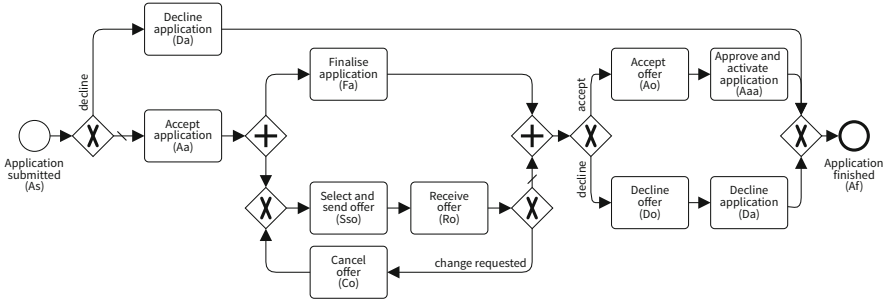 Decline
application
(Da)
decline
Application
submitted
(As)
Accept
application
(Aa)
Finalise
application
(Fa)
Select and
send offer
(Sso)
Receive
offer
(Ro)
Cancel
offer
(Co)
change requested
accept
decline
Accept
offer
(Ao)
Approve and
activate
application
(Aaa)
Decline
offer
(Do)
Decline
application
(Da)
Application
finished
(Af)